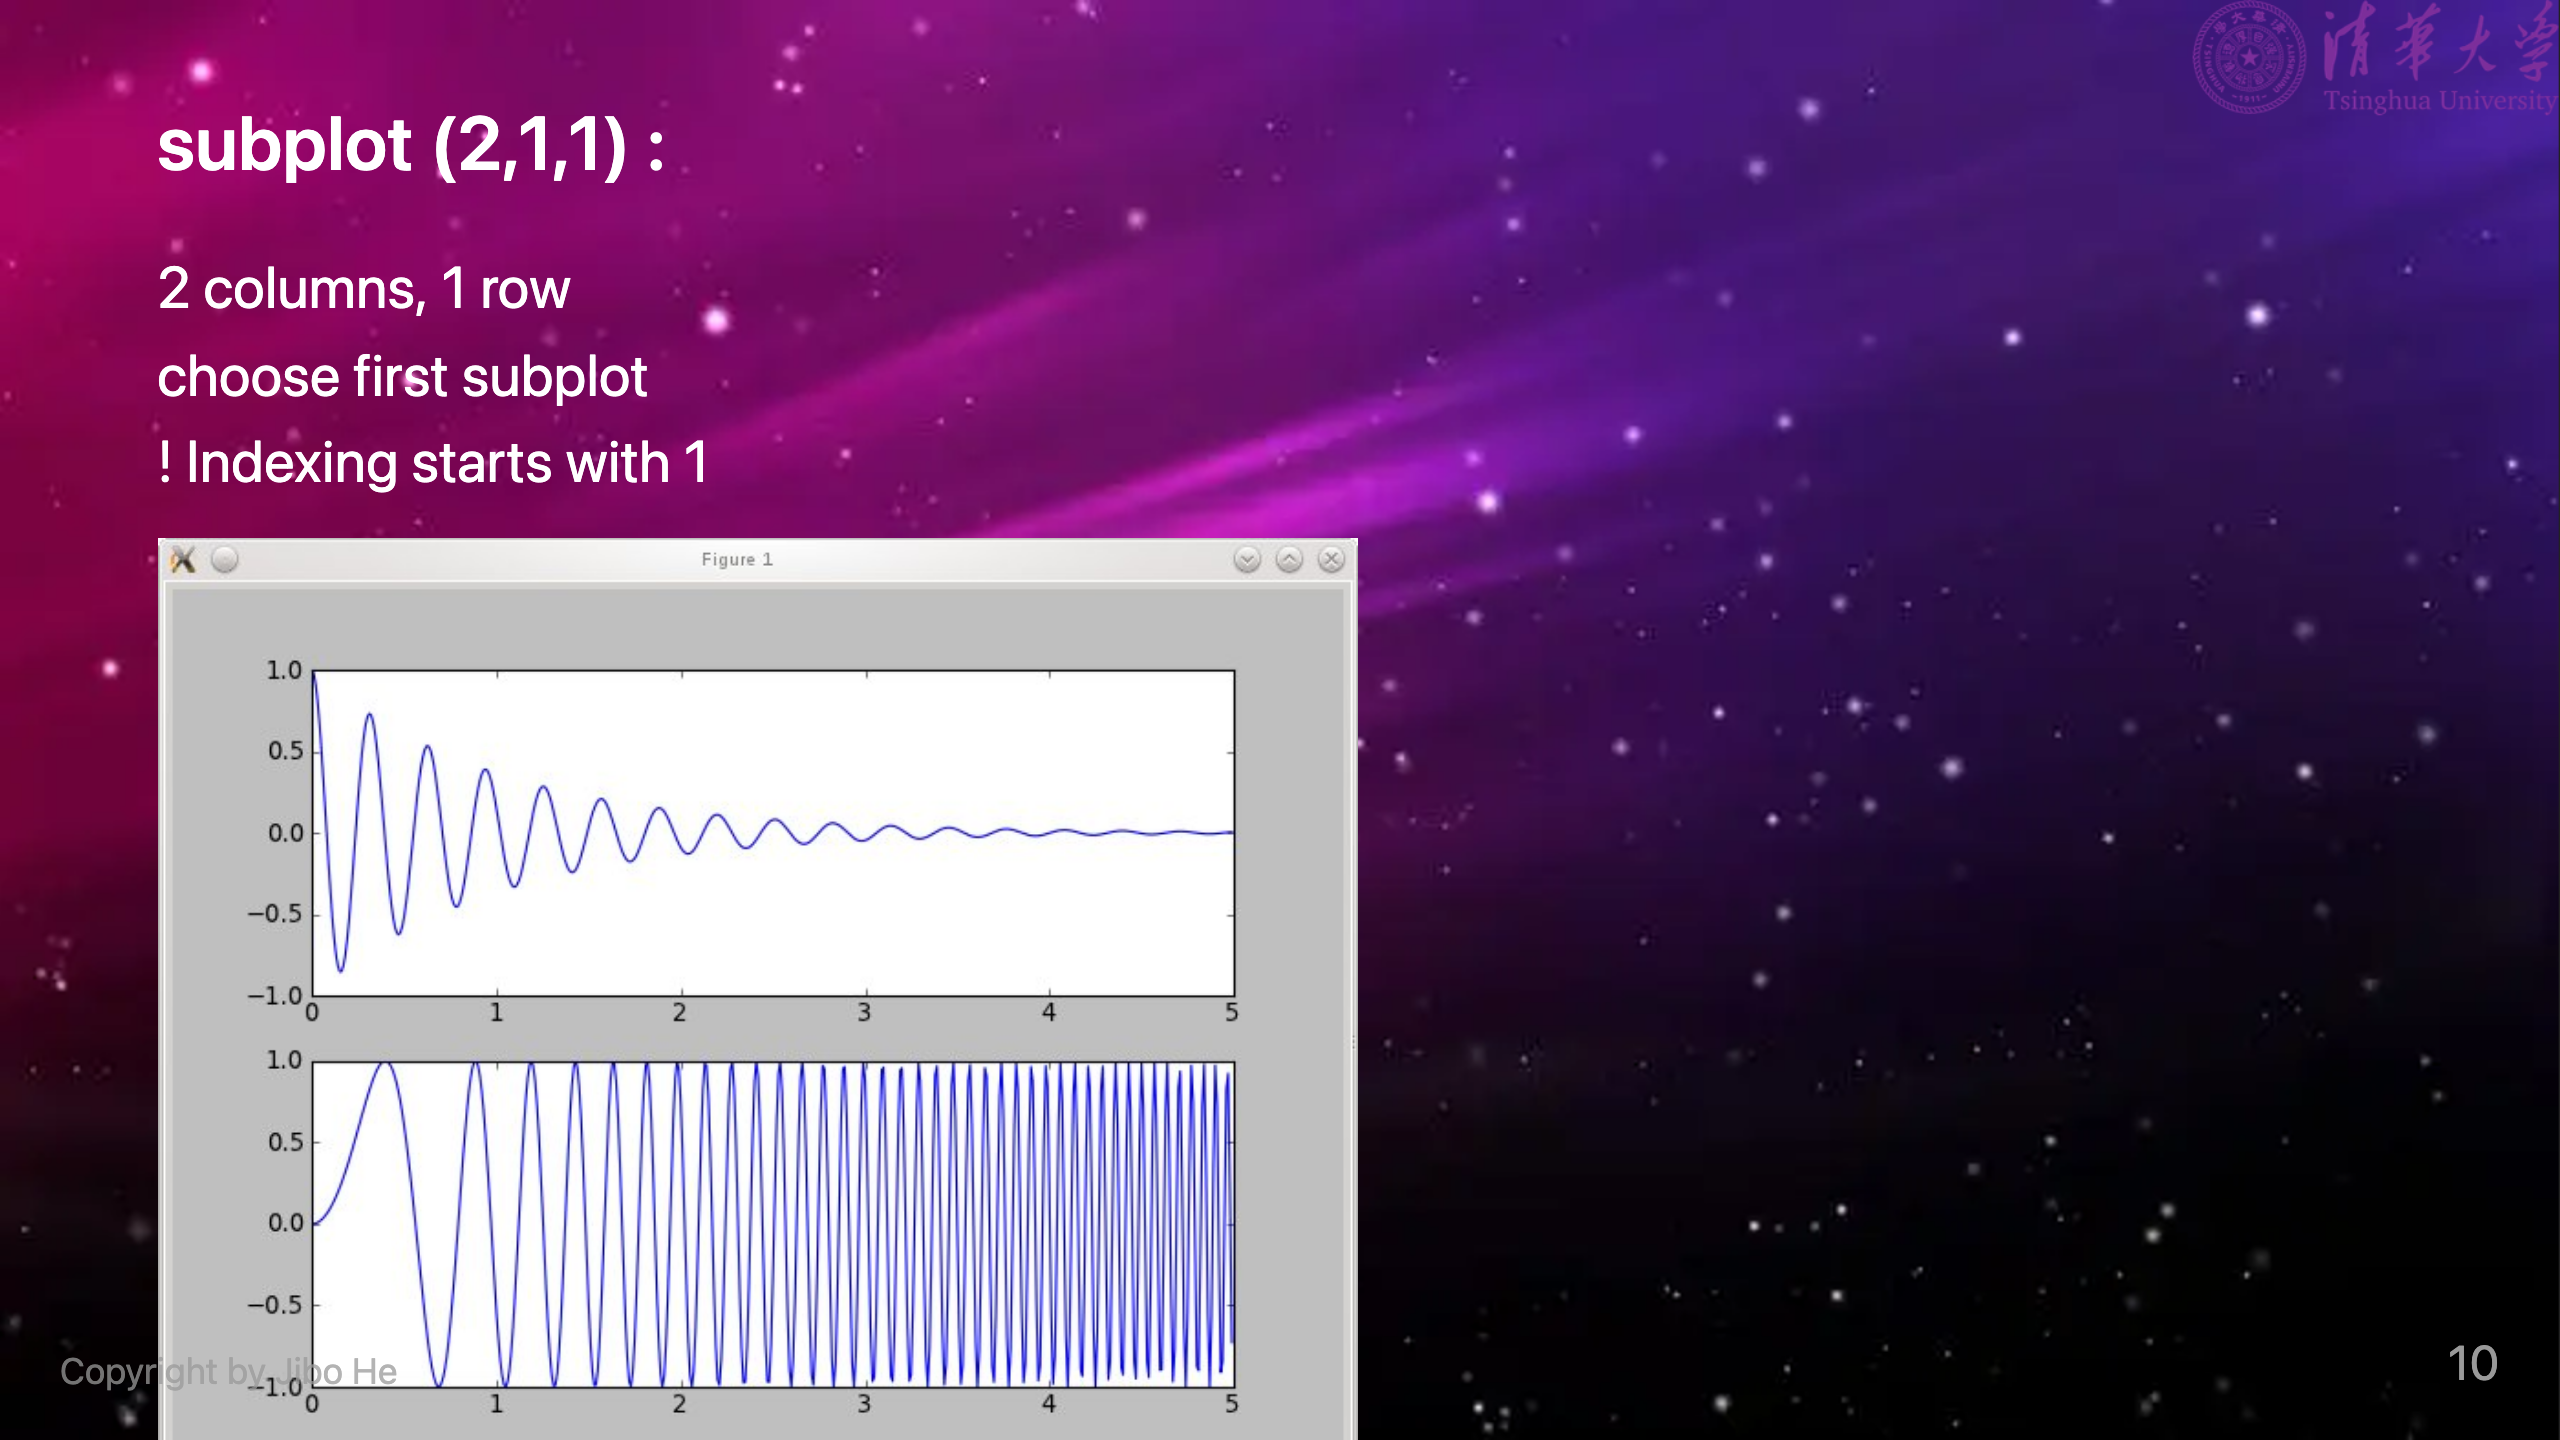 清華大学
Tsinghua University
subplot (2,1,1) :
2 columns, 1 row
choose first subplot
! Indexing starts with 1
Figure 1
1.0
0.5
0.0
−0.5
−1.0
0 1 2 3 4 5
1.0
0.5
0.0
−0.5
−1.0
0 1 2 3 4 5
Copyright by Jibo He
10